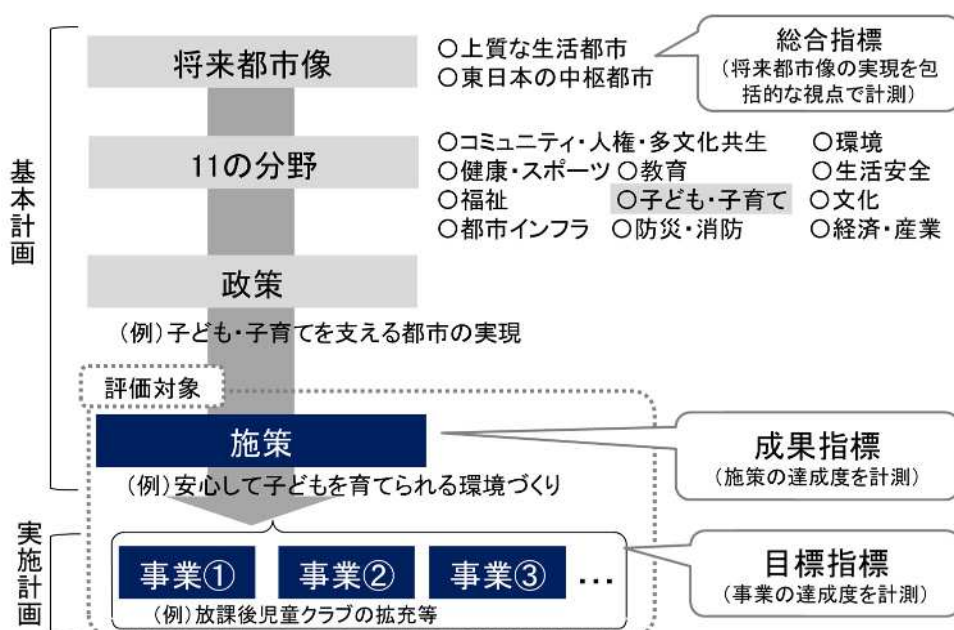 基本計画
将来都市像
○上質な生活都市
○東日本の中枢都市
総合指標
(将来都市像の実現を包
括的な視点で計測)
11の分野
○コミュニティ・人権・多文化共生 ○環境
○健康・スポーツ ○教育 ○生活安全
○福祉 ○子ども・子育て ○文化
○都市インフラ ○防災・消防 ○経済・産業
政策
(例)子ども・子育てを支える都市の実現
評価対象
施策
(例)安心して子どもを育てられる環境づくり
成果指標
(施策の達成度を計測)
実施計画
事業① 事業② 事業③ …
(例)放課後児童クラブの拡充等
目標指標
(事業の達成度を計測)